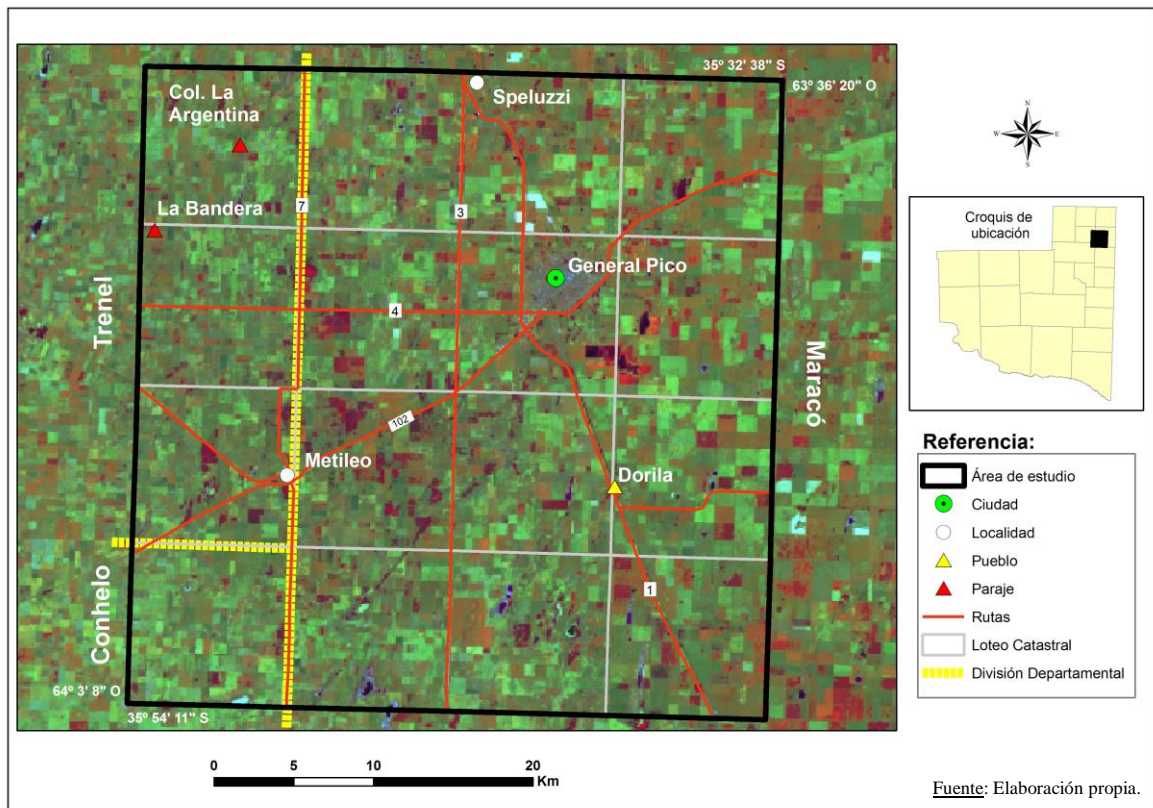 35º 32' 38" S
63º 36' 20" O
Col. La
Argentina
Speluzzi
La Bandera
7
3
General Pico
Trenel
4
Maracó
102
Metileo
Dorila
Conhelo
1
64º 3' 8" O
35º 54' 11" S
0 5 10 20
Km
N
W E
S
Croquis de
ubicación
Referencia:
Área de estudio
Ciudad
Localidad
Pueblo
Paraje
Rutas
Loteo Catastral
División Departamental
Fuente: Elaboración propia.